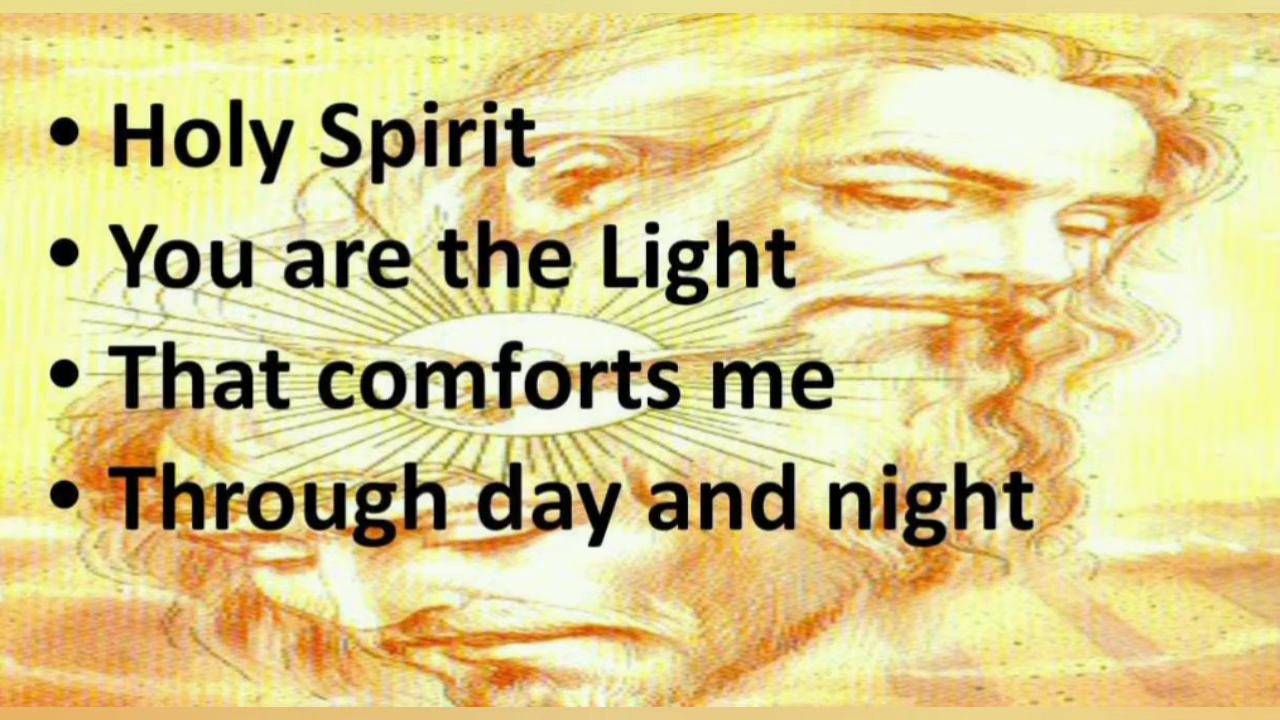 • Holy Spirit
• You are the Light
• That comforts me
• Through day and night